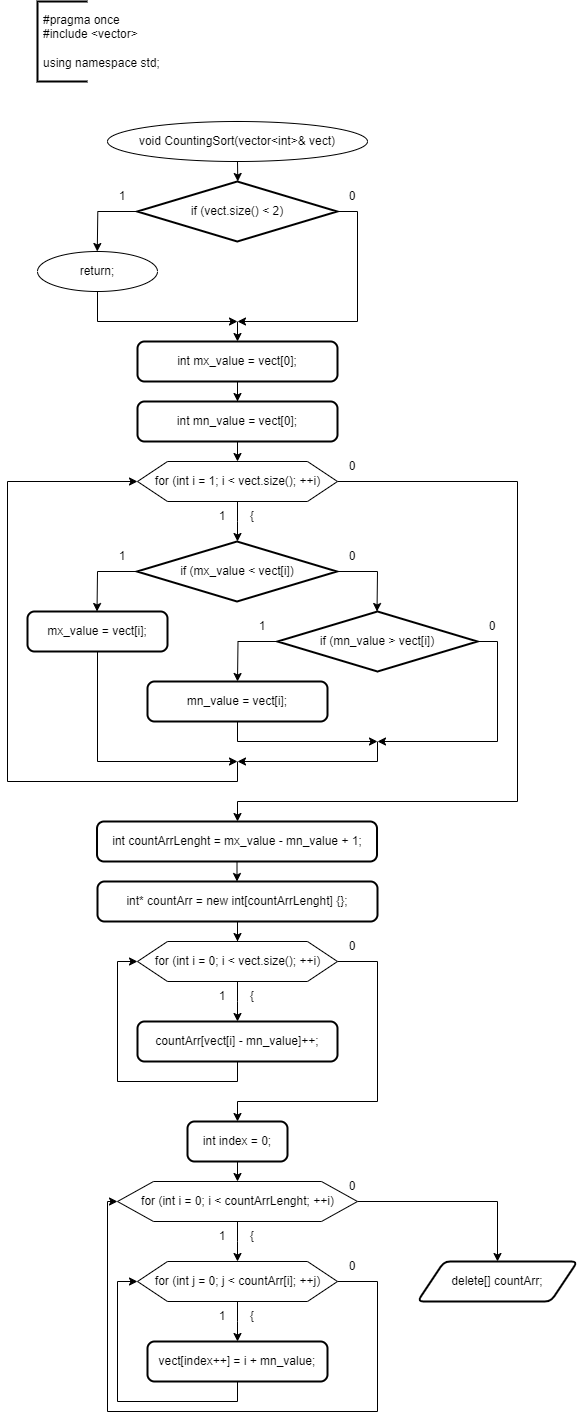 #pragma once
#include <vector>
using namespace std;
void CountingSort(vector<int>& vect)
1
0
if (vect.size() < 2)
return;
int mx_value = vect[0];
int mn_value = vect[0];
0
for (int i = 1; i < vect.size(); ++i)
1 {
1
0
if (mx_value < vect[i])
mx_value = vect[i];
1
0
if (mn_value > vect[i])
mn_value = vect[i];
int countArrLenght = mx_value - mn_value + 1;
int* countArr = new int[countArrLenght] {};
0
for (int i = 0; i < vect.size(); ++i)
1 {
countArr[vect[i] - mn_value]++;
int index = 0;
0
for (int i = 0; i < countArrLenght; ++i)
1 {
0
for (int j = 0; j < countArr[i]; ++j)
delete[] countArr;
1 {
vect[index++] = i + mn_value;